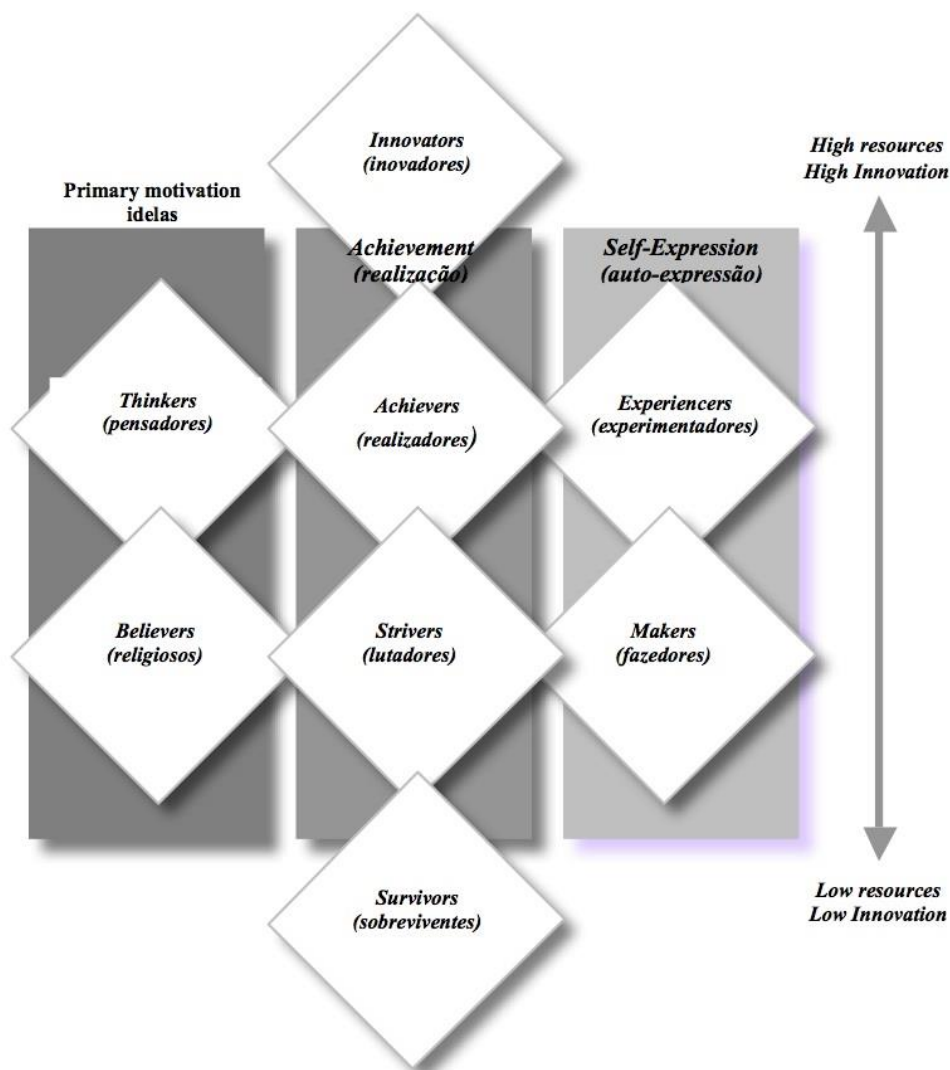 Innovators
(inovadores)
High resources
High Innovation
Primary motivation
idelas
Achievement
(realização)
Self-Expression
(auto-expressão)
Thinkers
(pensadores)
Achievers
(realizadores)
Experiencers
(experimentadores)
Believers
(religiosos)
Strivers
(lutadores)
Makers
(fazedores)
Low resources
Low Innovation
Survivors
(sobreviventes)